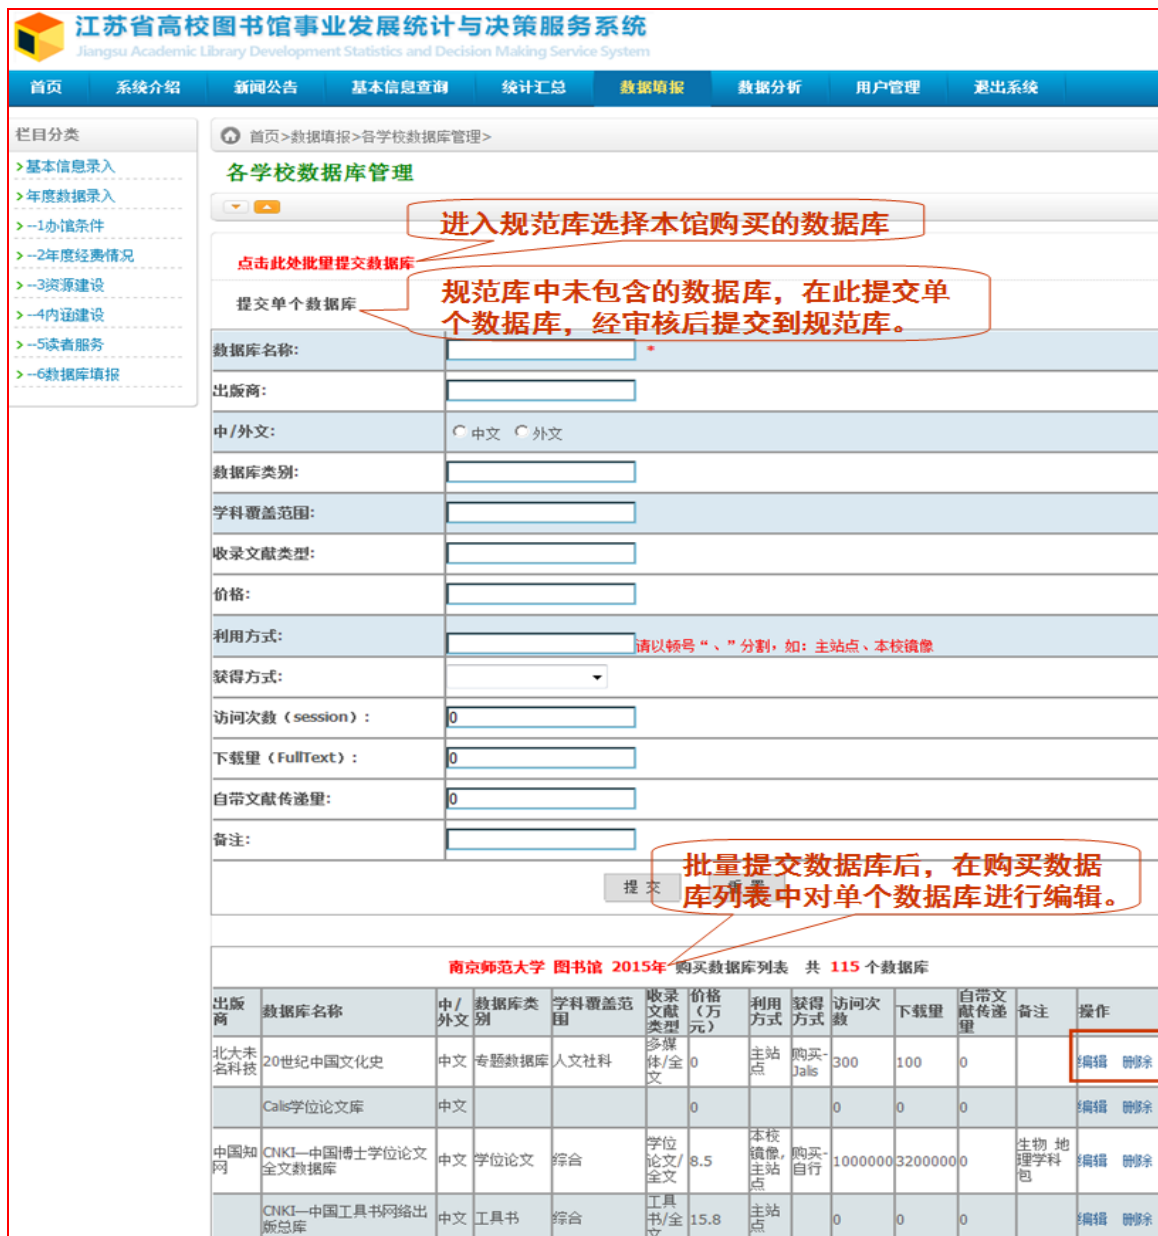 江苏省高校图书馆事业发展统计与决策服务系统
Jiangsu Academic Library Development Statistics and Decision Making Service System
首页 系统介绍 新闻公告 基本信息查询 统计汇总 数据填报 数据分析 用户管理 退出系统
栏目分类
>基本信息录入
>年度数据录入
>--1办馆条件
>--2年度经费情况
>--3资源建设
>--4内涵建设
>--5读者服务
>--6数据库填报
首页>数据填报>各学校数据库管理>
各学校数据库管理
进入规范库选择本馆购买的数据库
点击此处批量提交数据库
规范库中未包含的数据库，在此提交单
个数据库，经审核后提交到规范库。
提交单个数据库
数据库名称: *
出版商:
中/外文: 中文 外文
数据库类别:
学科覆盖范围:
收录文献类型:
价格:
利用方式: 请以顿号“、”分割，如：主站点、本校镜像
获得方式:
访问次数（session）: 0
下载量（FullText）: 0
自带文献传递量: 0
备注:
批量提交数据库后，在购买数据
库列表中对单个数据库进行编辑。
提 交
南京师范大学 图书馆 2015年 购买数据库列表 共 115 个数据库
出版商 数据库名称 中/外文 数据库类别 学科覆盖范围 收录文献类型 价格（万元） 利用方式 获得方式 访问次数 下载量 自带文献传递量 备注 操作
北大未名科技 20世纪中国文化史 中文 专题数据库 人文社科 多媒体/全文 0 主站点 购买-Jalis 300 100 0 编辑 删除
Calis学位论文库 中文 0 0 0 0 编辑 删除
中国知网 CNKI—中国博士学位论文全文数据库 中文 学位论文 综合 学位论文/全文 8.5 本校镜像,主站点 购买-自行 1000000 3200000 0 生物 地理学科包 编辑 删除
CNKI—中国工具书网络出版总库 中文 工具书 综合 工具书/全文 15.8 主站点 0 0 0 编辑 删除